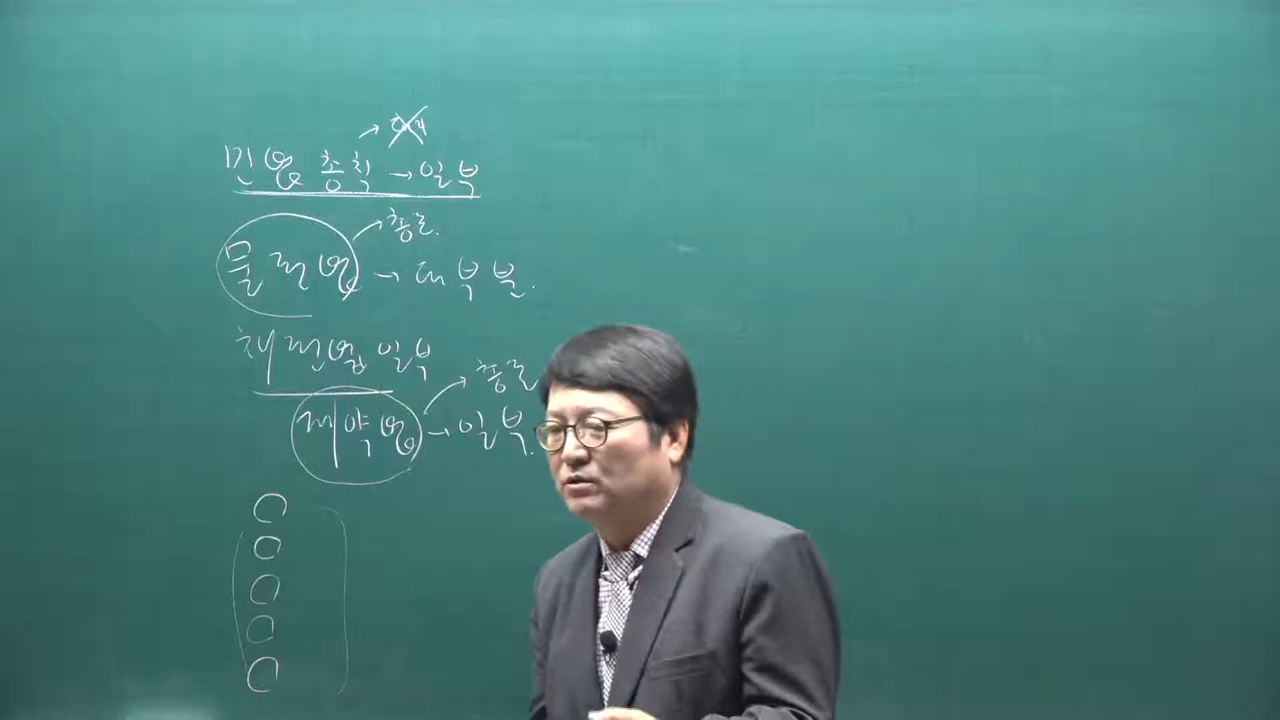 민법 총칙 → 일부
총론.
물권법 → 대부분.
채권법 일부
총론
계약법 → 일부.